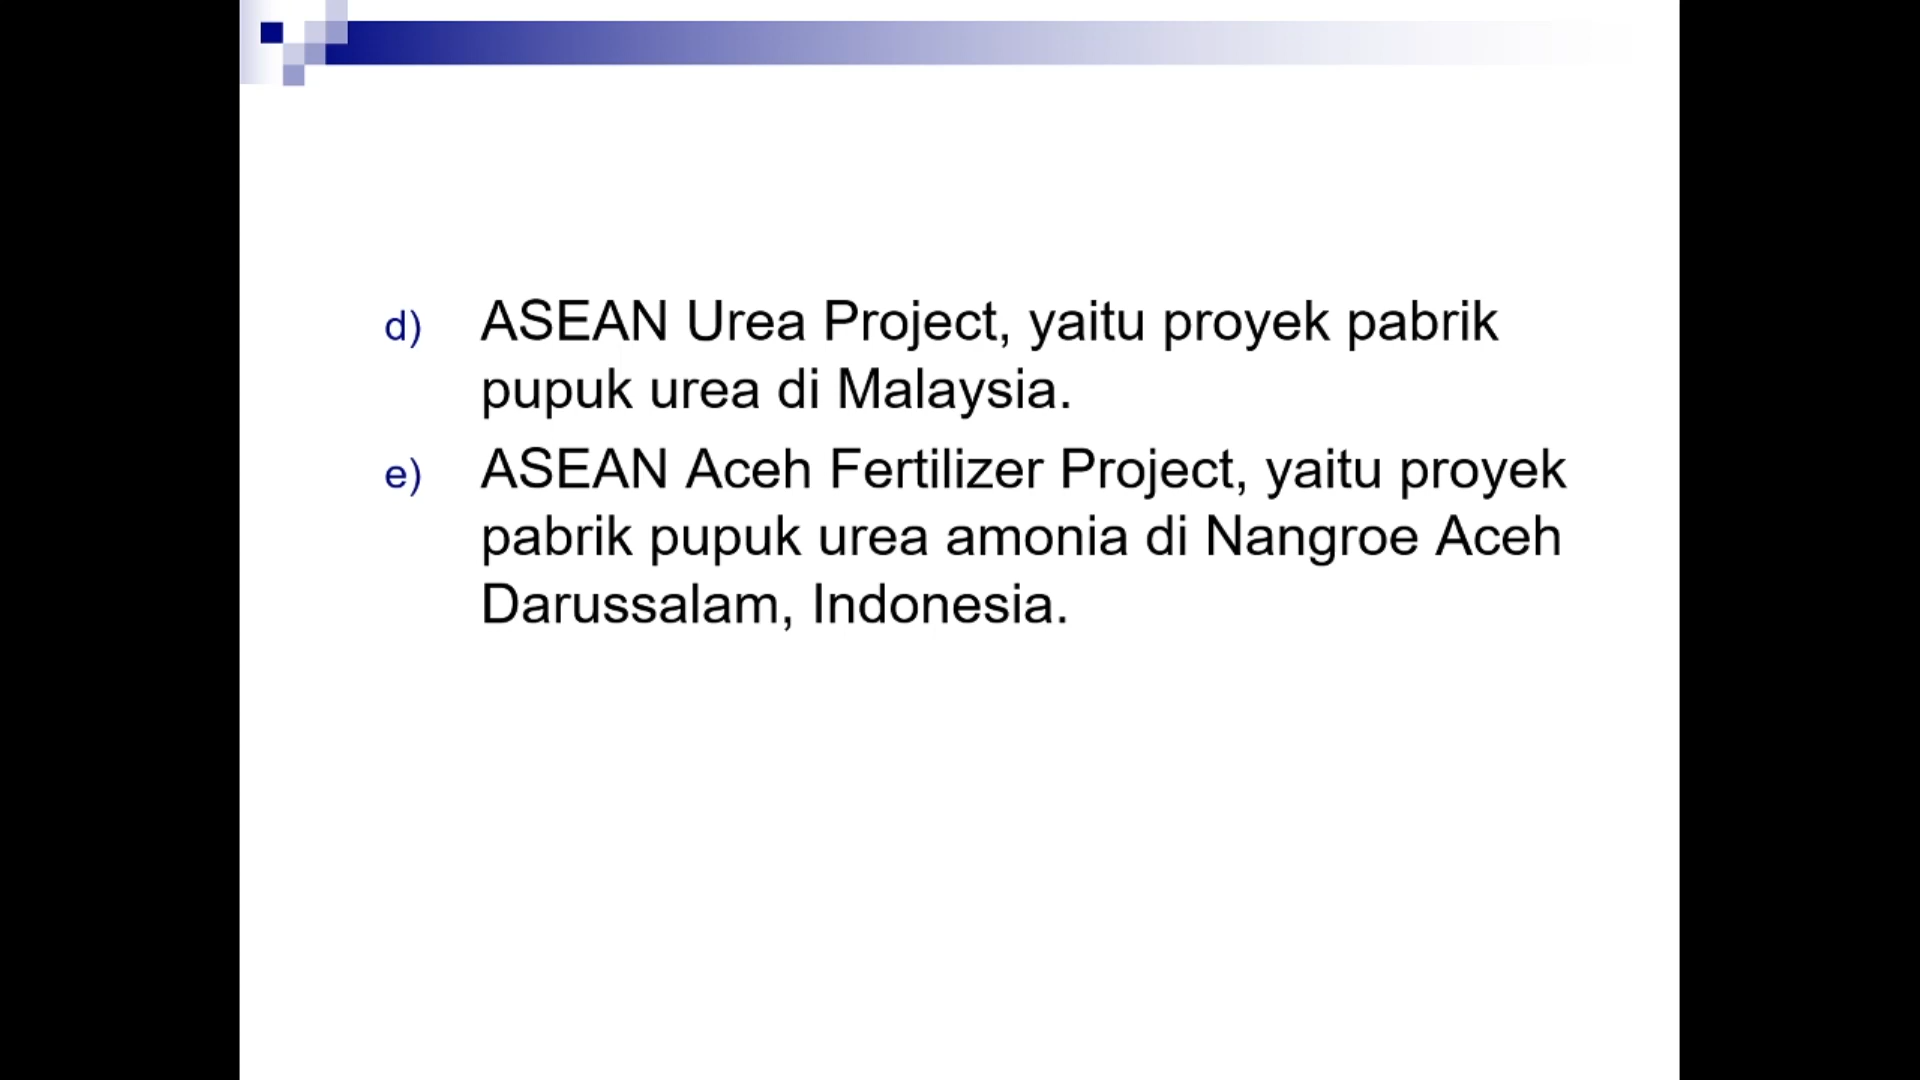 d) ASEAN Urea Project, yaitu proyek pabrik
pupuk urea di Malaysia.
e) ASEAN Aceh Fertilizer Project, yaitu proyek
pabrik pupuk urea amonia di Nangroe Aceh
Darussalam, Indonesia.